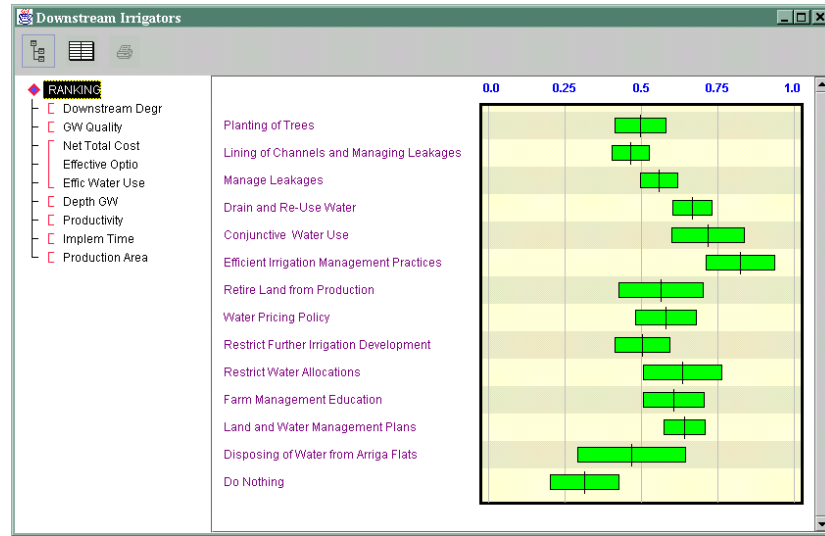 Downstream Irrigators
RANKING
Downstream Degr
GW Quality
Net Total Cost
Effective Optio
Effic Water Use
Depth GW
Productivity
Implem Time
Production Area
0.0 0.25 0.5 0.75 1.0
Planting of Trees
Lining of Channels and Managing Leakages
Manage Leakages
Drain and Re-Use Water
Conjunctive Water Use
Efficient Irrigation Management Practices
Retire Land from Production
Water Pricing Policy
Restrict Further Irrigation Development
Restrict Water Allocations
Farm Management Education
Land and Water Management Plans
Disposing of Water from Arriga Flats
Do Nothing